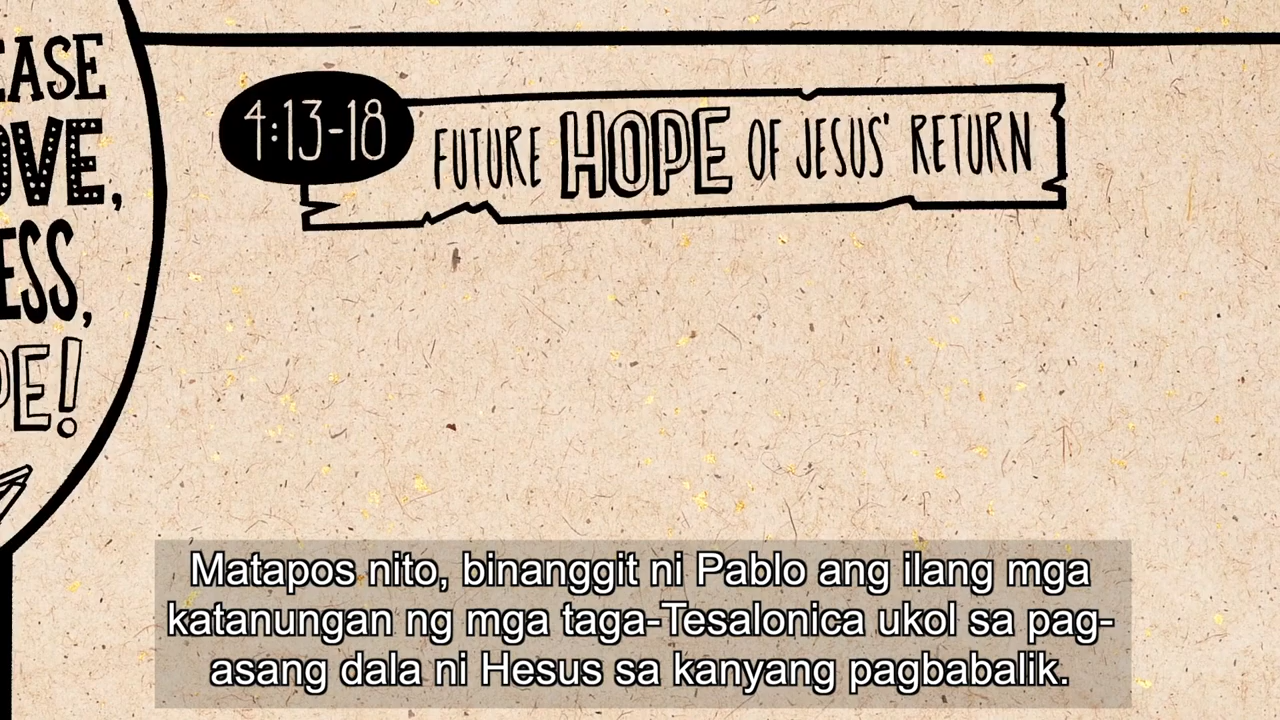 4:13-18
FUTURE HOPE OF JESUS' RETURN
Matapos nito, binanggit ni Pablo ang ilang mga
katanungan ng mga taga-Tesalonica ukol sa pag-
asang dala ni Hesus sa kanyang pagbabalik.